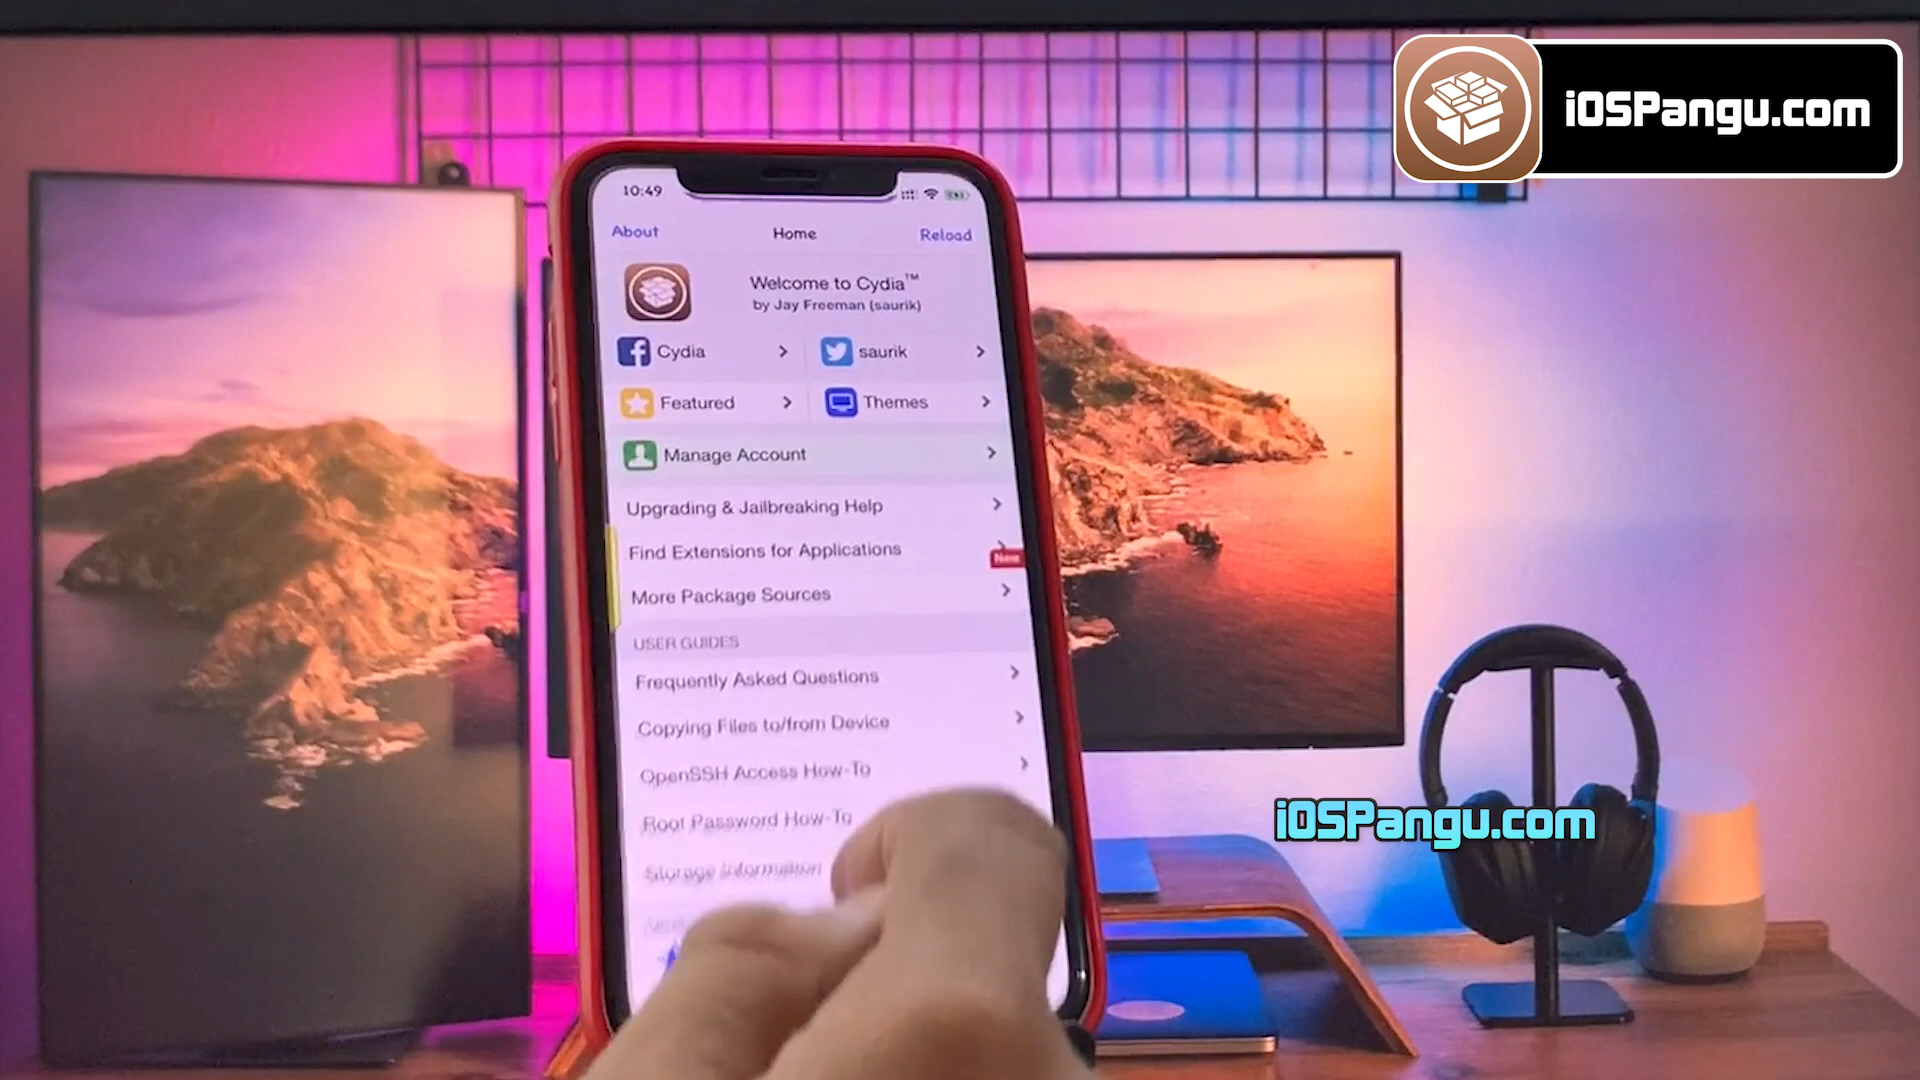 iOSPangu.com
10:49
About Home Reload
Welcome to Cydia™
by Jay Freeman (saurik)
Cydia saurik
Featured Themes
Manage Account
Upgrading & Jailbreaking Help
Find Extensions for Applications
New
More Package Sources
USER GUIDES
Frequently Asked Questions
Copying Files to/from Device
OpenSSH Access How-To
Root Password How-To
Storage Information
iOSPangu.com